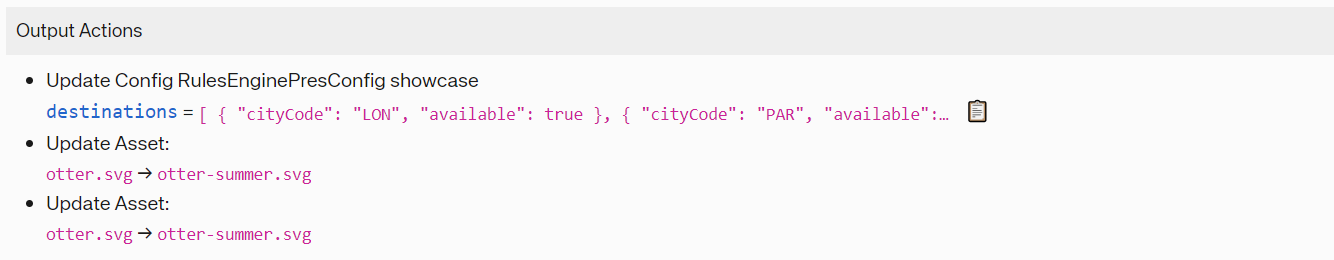 Output Actions
• Update Config RulesEnginePresConfig showcase
destinations = [ { "cityCode": "LON", "available": true }, { "cityCode": "PAR", "available":…
• Update Asset:
otter.svg → otter-summer.svg
• Update Asset:
otter.svg → otter-summer.svg